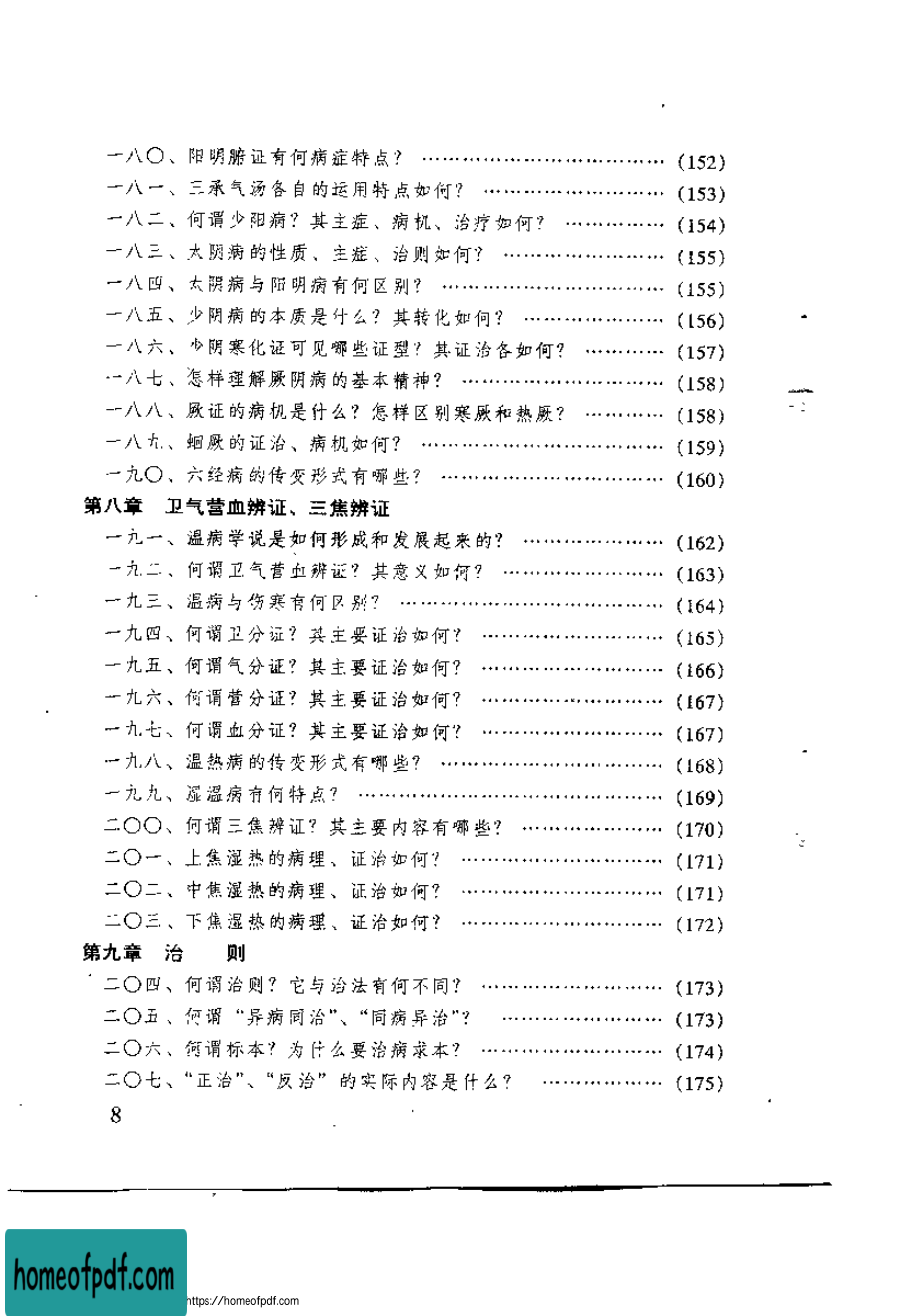 一八〇、阳明腑证有何病症特点？ …………………………… (152)
一八一、三承气汤各自的运用特点如何？ …………………… (153)
一八二、何谓少阳病？其主症、病机、治疗如何？ ………… (154)
一八三、太阴病的性质、主症、治则如何？ ………………… (155)
一八四、太阴病与阳明病有何区别？ ………………………… (155)
一八五、少阴病的本质是什么？其转化如何？ ……………… (156)
一八六、少阴寒化证可见哪些证型？其证治各如何？ ……… (157)
一八七、怎样理解厥阴病的基本精神？ ……………………… (158)
一八八、厥证的病机是什么？怎样区别寒厥和热厥？ ……… (158)
一八九、蛔厥的证治、病机如何？ …………………………… (159)
一九〇、六经病的传变形式有哪些？ ………………………… (160)
第八章　卫气营血辨证、三焦辨证
一九一、温病学说是如何形成和发展起来的？ ……………… (162)
一九二、何谓卫气营血辨证？其意义如何？ ………………… (163)
一九三、温病与伤寒有何区别？ ……………………………… (164)
一九四、何谓卫分证？其主要证治如何？ …………………… (165)
一九五、何谓气分证？其主要证治如何？ …………………… (166)
一九六、何谓营分证？其主要证治如何？ …………………… (167)
一九七、何谓血分证？其主要证治如何？ …………………… (167)
一九八、温热病的传变形式有哪些？ ………………………… (168)
一九九、湿温病有何特点？ …………………………………… (169)
二〇〇、何谓三焦辨证？其主要内容有哪些？ ……………… (170)
二〇一、上焦湿热的病理、证治如何？ ……………………… (171)
二〇二、中焦湿热的病理、证治如何？ ……………………… (171)
二〇三、下焦湿热的病理、证治如何？ ……………………… (172)
第九章　治　　则
二〇四、何谓治则？它与治法有何不同？ …………………… (173)
二〇五、何谓“异病同治”、“同病异治”？ ………………… (173)
二〇六、何谓标本？为什么要治病求本？ …………………… (174)
二〇七、“正治”、“反治”的实际内容是什么？ …………… (175)
8
homeofpdf.com
https://homeofpdf.com